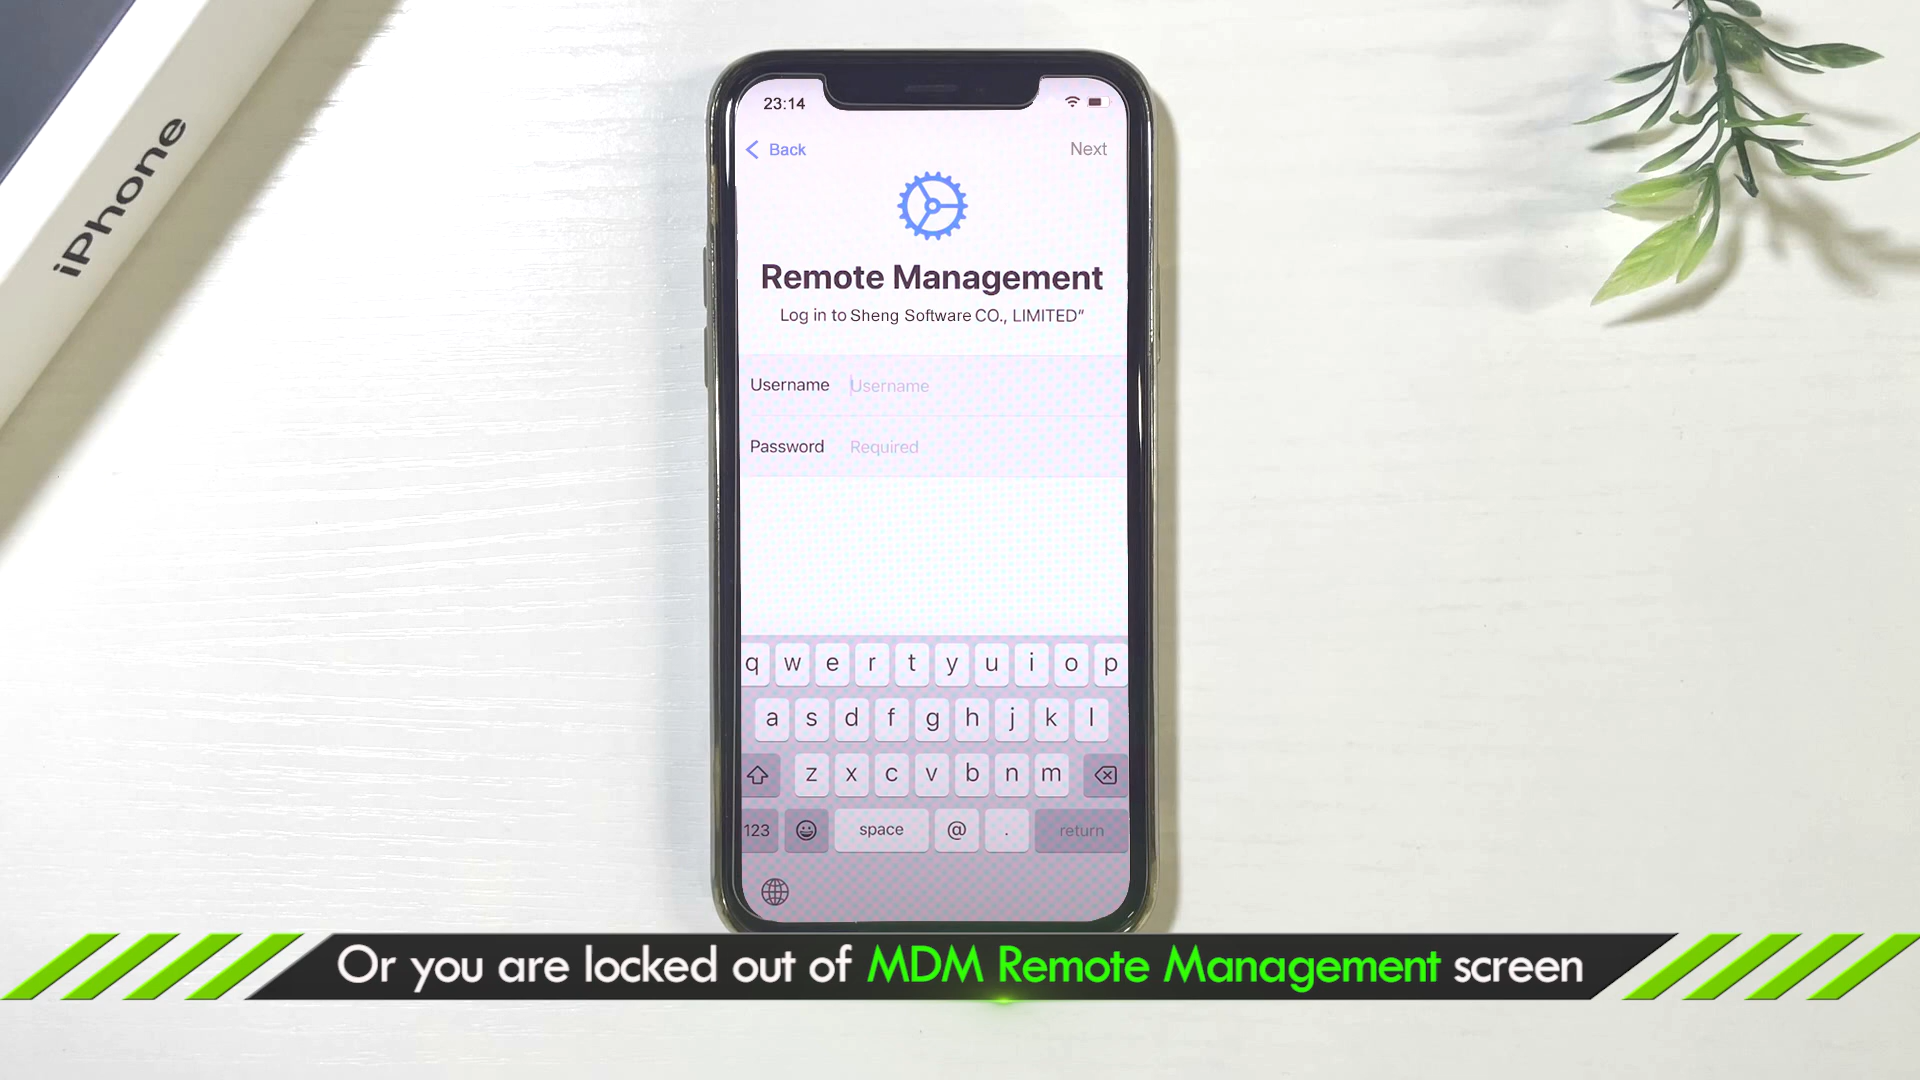 iPhone
23:14
Back
Next
Remote Management
Log in to Sheng Software CO., LIMITED"
Username Username
Password Required
q w e r t y u i o p
a s d f g h j k l
z x c v b n m
123 space @ . return
Or you are locked out of MDM Remote Management screen